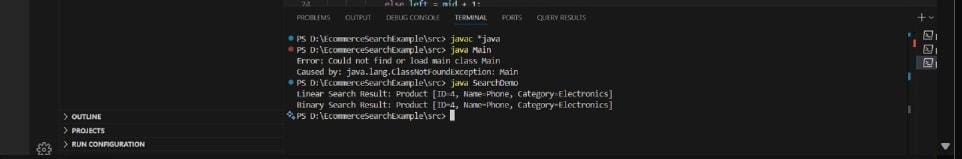 24 else left = mid + 1;
PROBLEMS OUTPUT DEBUG CONSOLE TERMINAL PORTS QUERY RESULTS
PS D:\EcommerceSearchExample\src> javac *java
PS D:\EcommerceSearchExample\src> java Main
Error: Could not find or load main class Main
Caused by: java.lang.ClassNotFoundException: Main
PS D:\EcommerceSearchExample\src> java SearchDemo
Linear Search Result: Product [ID=4, Name=Phone, Category=Electronics]
Binary Search Result: Product [ID=4, Name=Phone, Category=Electronics]
PS D:\EcommerceSearchExample\src>
OUTLINE
PROJECTS
RUN CONFIGURATION